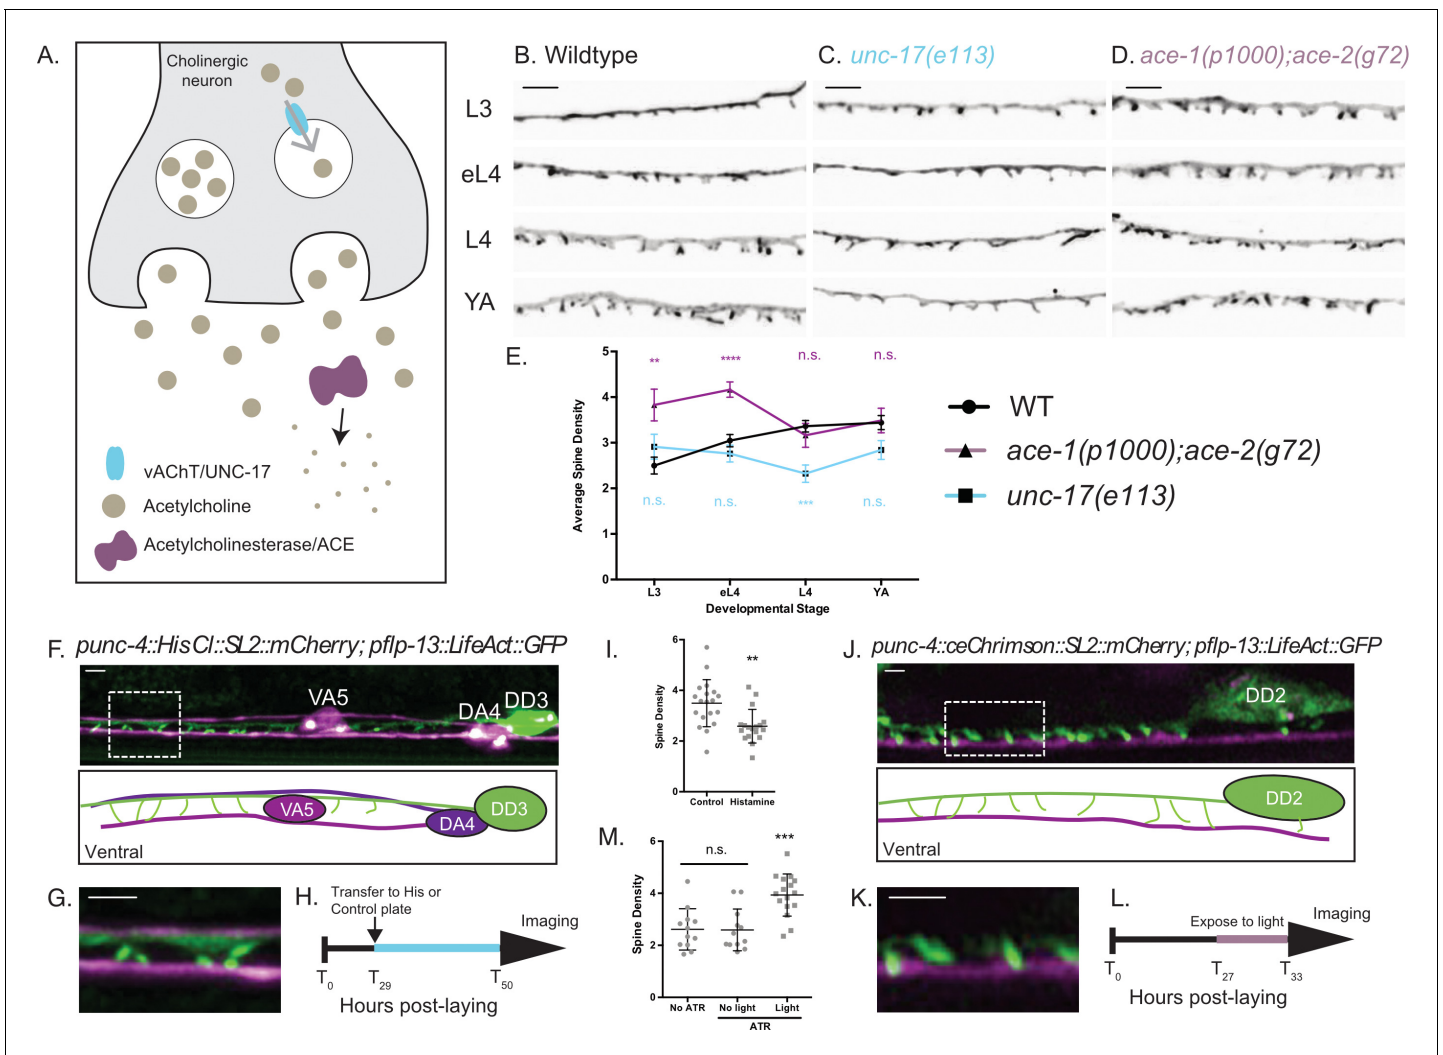 A.
Cholinergic
neuron
vAChT/UNC-17
Acetylcholine
Acetylcholinesterase/ACE
B. Wildtype
C. unc-17(e113)
D. ace-1(p1000);ace-2(g72)
L3
eL4
L4
YA
E.
Average Spine Density
5
4
3
2
1
0
**
****
n.s.
n.s.
n.s.
n.s.
***
n.s.
L3 eL4 L4 YA
Developmental Stage
WT
ace-1(p1000);ace-2(g72)
unc-17(e113)
F. punc-4::HisCl::SL2::mCherry; pflp-13::LifeAct::GFP
VA5
DA4
DD3
VA5
DA4
DD3
Ventral
G.
H.
Transfer to His or
Control plate
Imaging
T0 T29 T50
Hours post-laying
I.
Spine Density
6
4
2
0
**
Control Histamine
J. punc-4::ceChrimson::SL2::mCherry; pflp-13::LifeAct::GFP
DD2
DD2
Ventral
K.
L.
Expose to light
Imaging
T0 T27 T33
Hours post-laying
M.
Spine Density
6
4
2
0
n.s.
***
No ATR No light Light
ATR